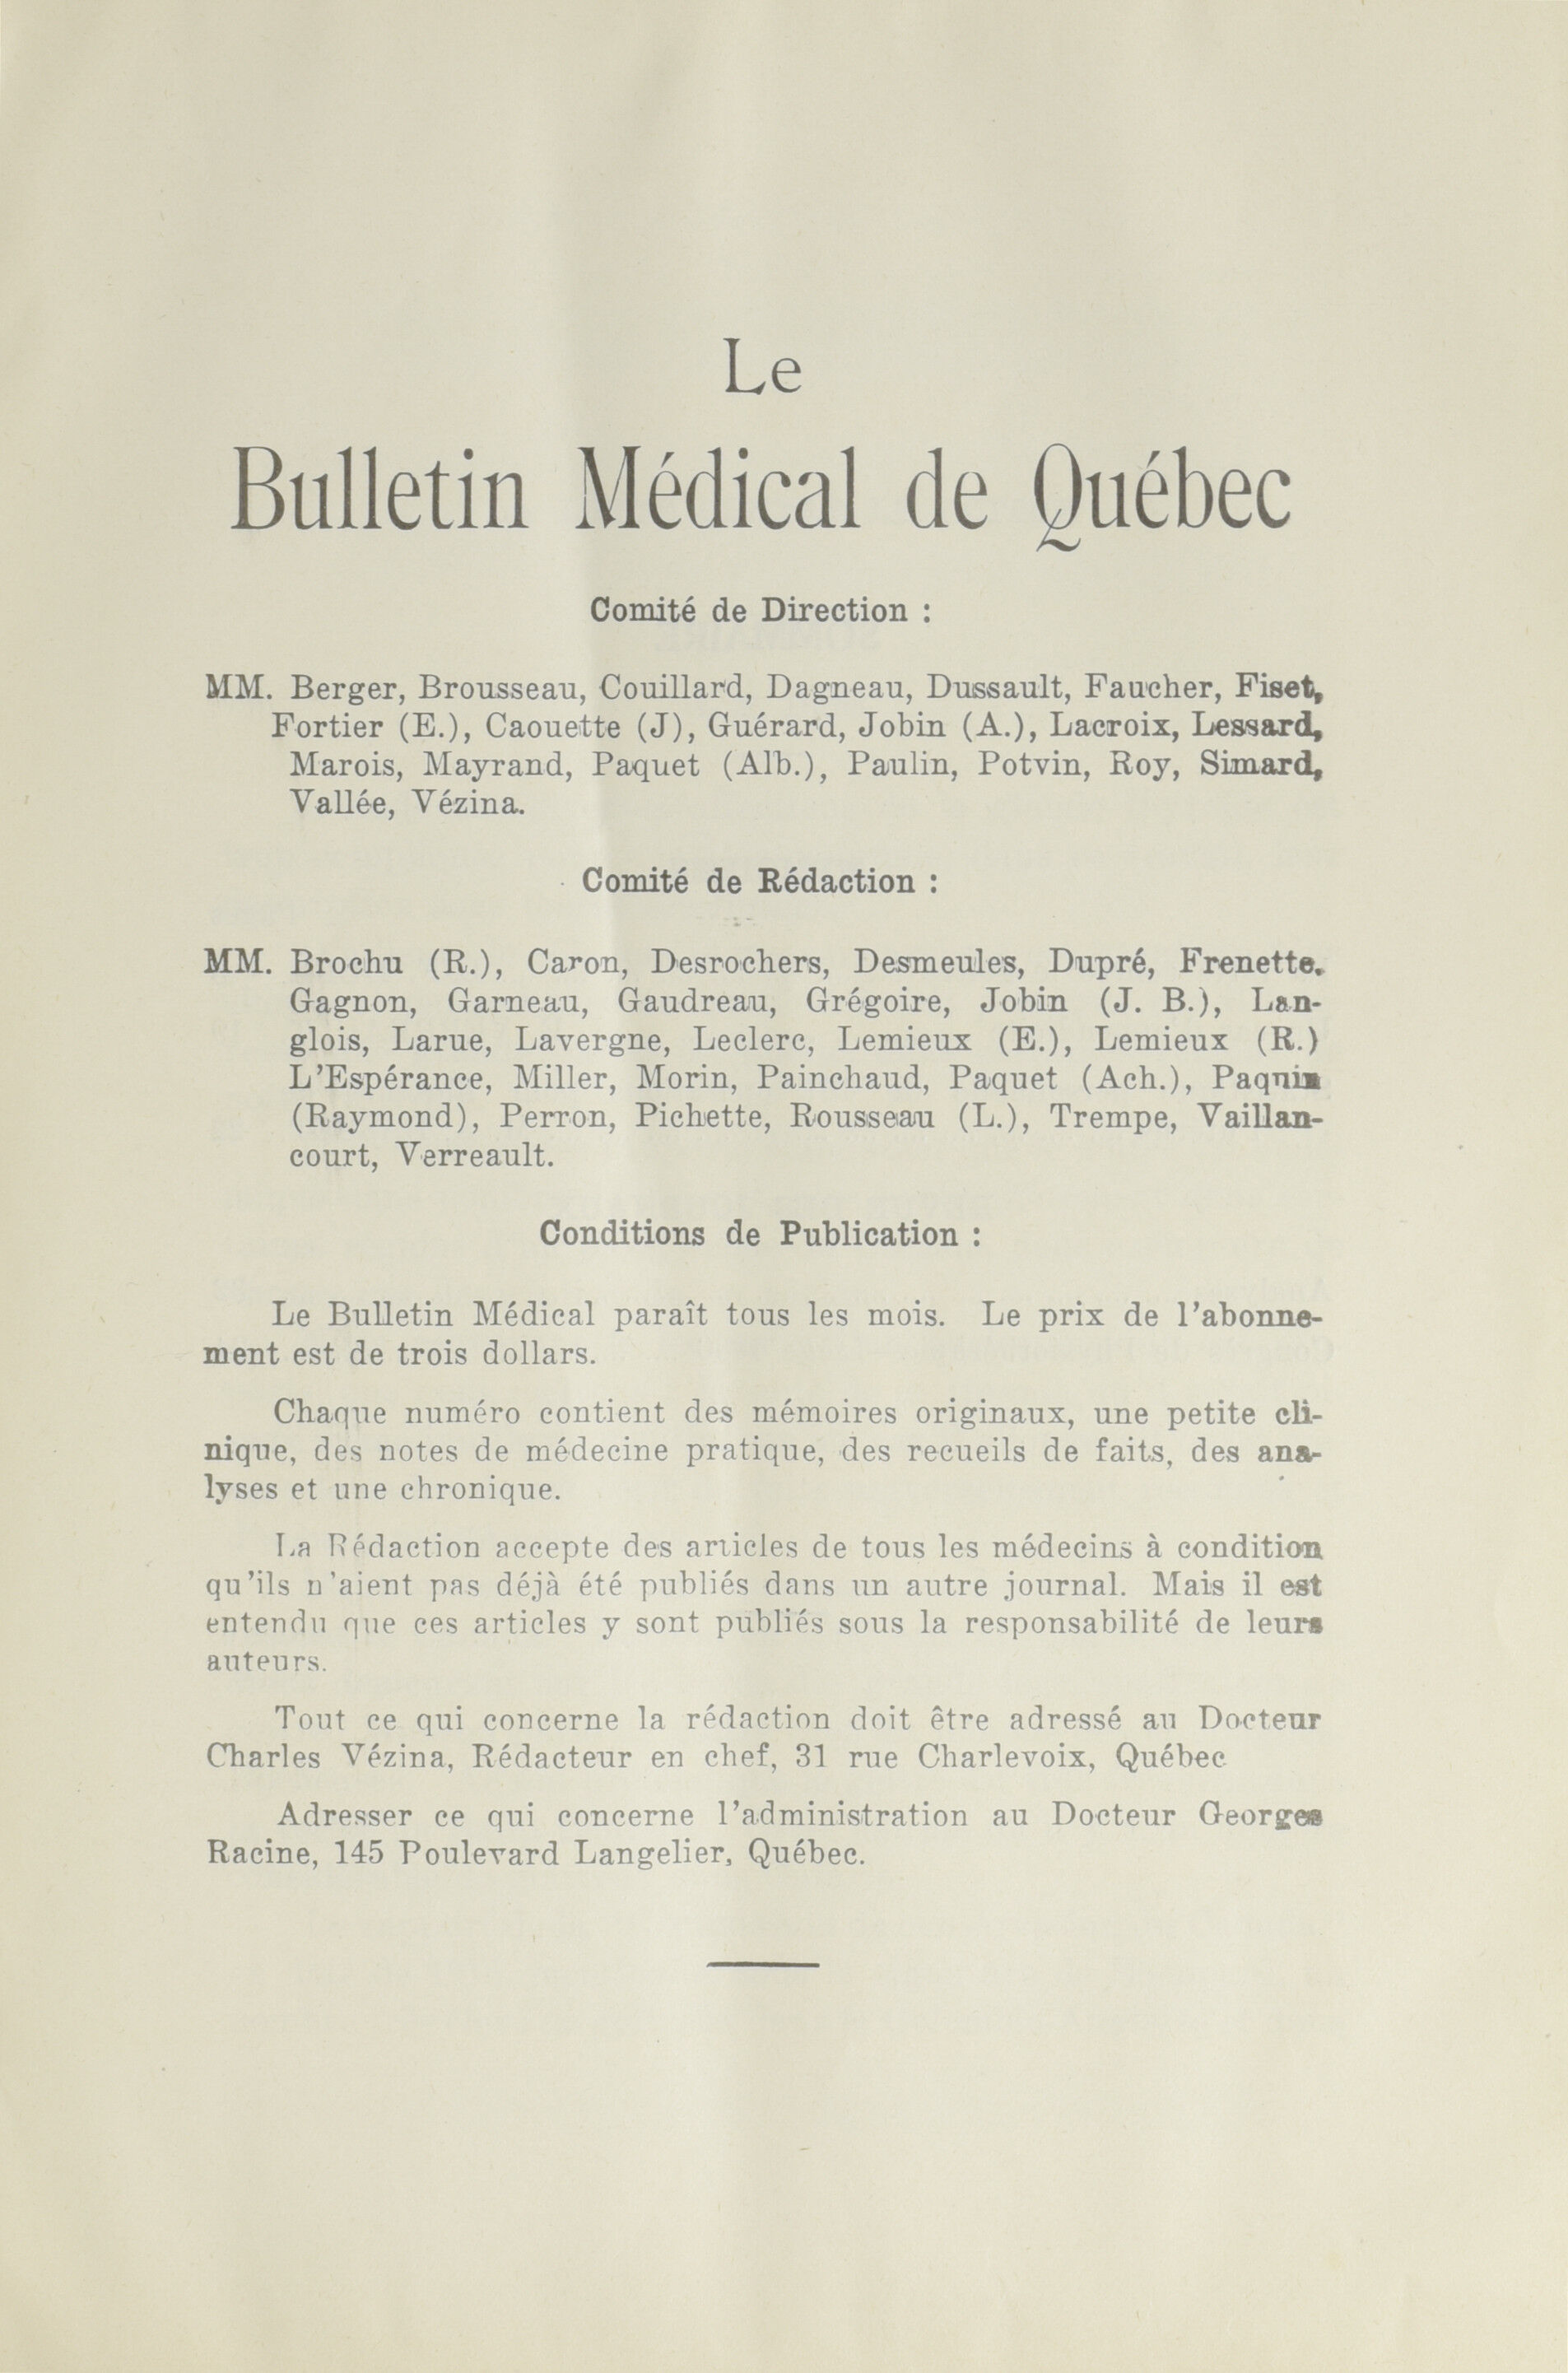 Le
Bulletin Médical de Québec
Comité de Direction :
MM. Berger, Brousseau, Couillard, Dagneau, Dussault, Faucher, Fiset,
Fortier (E.), Caouette (J), Guérard, Jobin (A.), Lacroix, Lessard,
Marois, Mayrand, Paquet (Alb.), Paulin, Potvin, Roy, Simard,
Vallée, Vézina.
Comité de Rédaction :
MM. Brochu (R.), Caron, Desrochers, Desmeules, Dupré, Frenette.
Gagnon, Garneau, Gaudreau, Grégoire, Jobin (J. B.), Lan-
glois, Larue, Lavergne, Leclerc, Lemieux (E.), Lemieux (R.)
L'Espérance, Miller, Morin, Painchaud, Paquet (Ach.), Paquin
(Raymond), Perron, Pichette, Rousseau (L.), Trempe, Vaillan-
court, Verreault.
Conditions de Publication :
Le Bulletin Médical paraît tous les mois. Le prix de l'abonne-
ment est de trois dollars.
Chaque numéro contient des mémoires originaux, une petite cli-
nique, des notes de médecine pratique, des recueils de faits, des ana-
lyses et une chronique.
La Rédaction accepte des articles de tous les médecins à condition
qu'ils n'aient pas déjà été publiés dans un autre journal. Mais il est
entendu que ces articles y sont publiés sous la responsabilité de leurs
auteurs.
Tout ce qui concerne la rédaction doit être adressé au Docteur
Charles Vézina, Rédacteur en chef, 31 rue Charlevoix, Québec
Adresser ce qui concerne l'administration au Docteur Georges
Racine, 145 Poulevard Langelier, Québec.